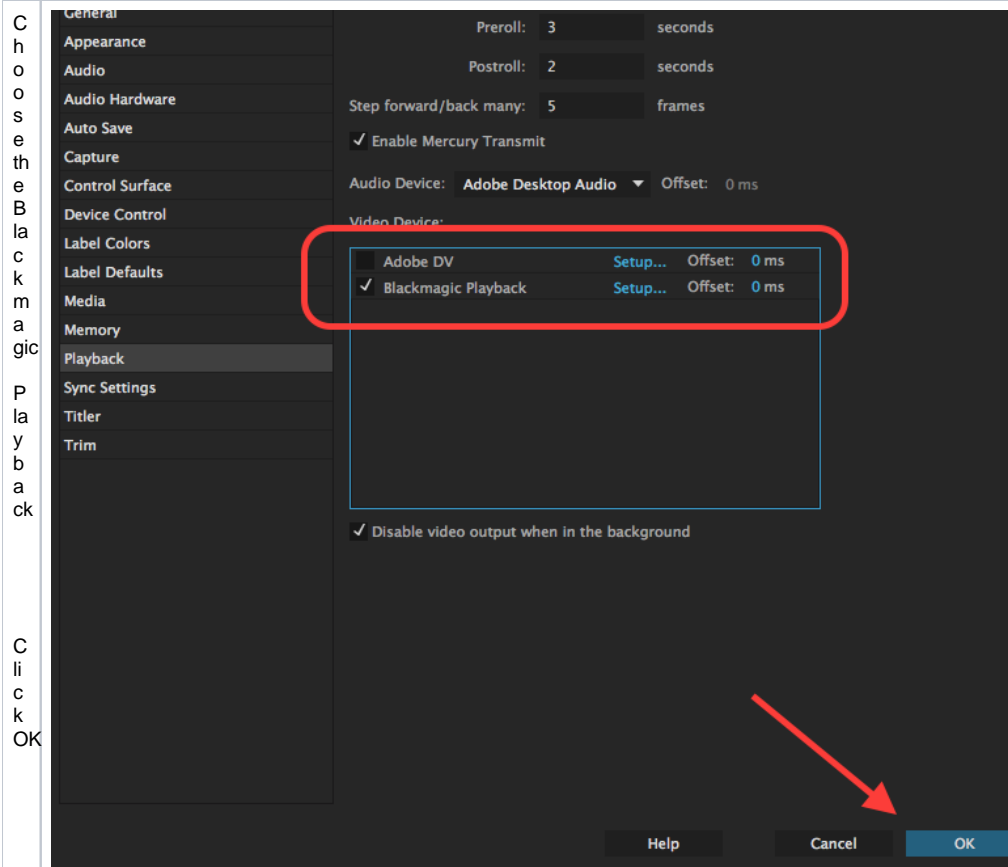 C
h
o
o
s
e
th
e
B
la
c
k
m
a
gic
P
la
y
b
a
ck
C
li
c
k
OK
General
Appearance
Audio
Audio Hardware
Auto Save
Capture
Control Surface
Device Control
Label Colors
Label Defaults
Media
Memory
Playback
Sync Settings
Titler
Trim
Preroll: 3 seconds
Postroll: 2 seconds
Step forward/back many: 5 frames
Enable Mercury Transmit
Audio Device: Adobe Desktop Audio Offset: 0 ms
Video Device:
Adobe DV Setup... Offset: 0 ms
Blackmagic Playback Setup... Offset: 0 ms
Disable video output when in the background
Help Cancel OK